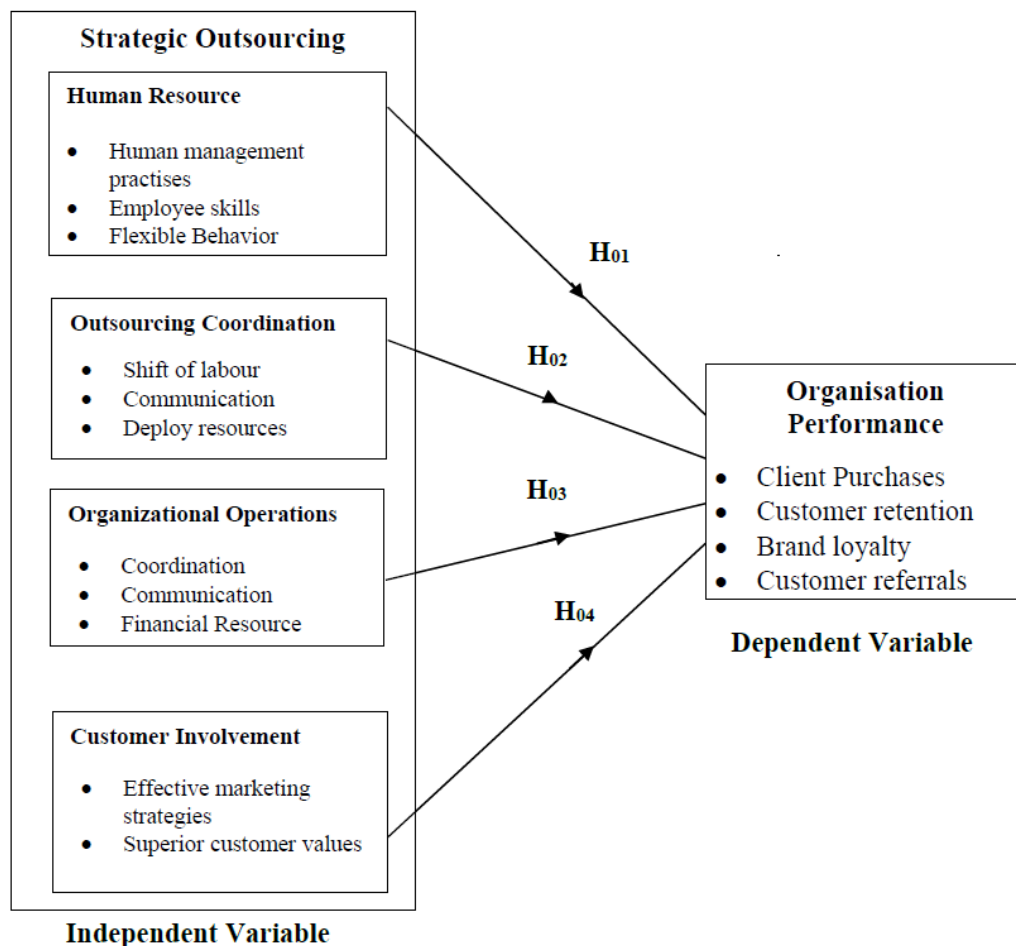 Strategic Outsourcing
Human Resource
• Human management
practises
• Employee skills
• Flexible Behavior
Outsourcing Coordination
• Shift of labour
• Communication
• Deploy resources
Organizational Operations
• Coordination
• Communication
• Financial Resource
Customer Involvement
• Effective marketing
strategies
• Superior customer values
Independent Variable
H01
H02
H03
H04
Organisation
Performance
• Client Purchases
• Customer retention
• Brand loyalty
• Customer referrals
Dependent Variable